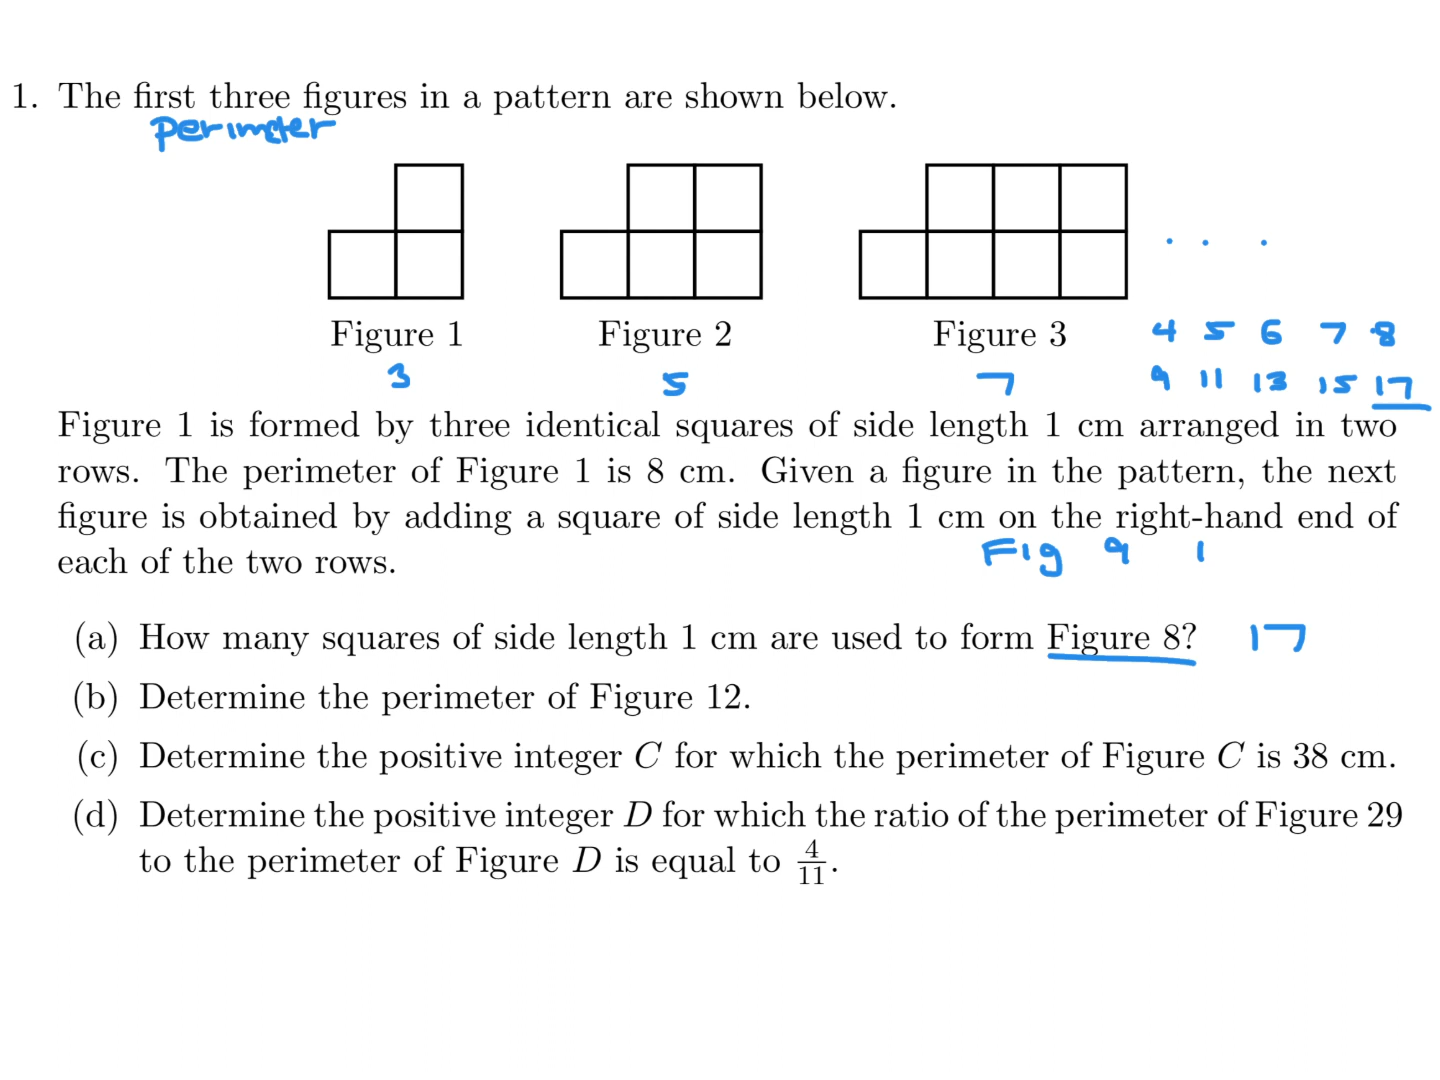 1. The first three figures in a pattern are shown below.
perimeter
Figure 1 Figure 2 Figure 3 4 5 6 7 8
3 5 7 9 11 13 15 17
Figure 1 is formed by three identical squares of side length 1 cm arranged in two
rows. The perimeter of Figure 1 is 8 cm. Given a figure in the pattern, the next
figure is obtained by adding a square of side length 1 cm on the right-hand end of
each of the two rows. Fig 9 1
(a) How many squares of side length 1 cm are used to form Figure 8? 17
(b) Determine the perimeter of Figure 12.
(c) Determine the positive integer C for which the perimeter of Figure C is 38 cm.
(d) Determine the positive integer D for which the ratio of the perimeter of Figure 29
to the perimeter of Figure D is equal to 4/11.